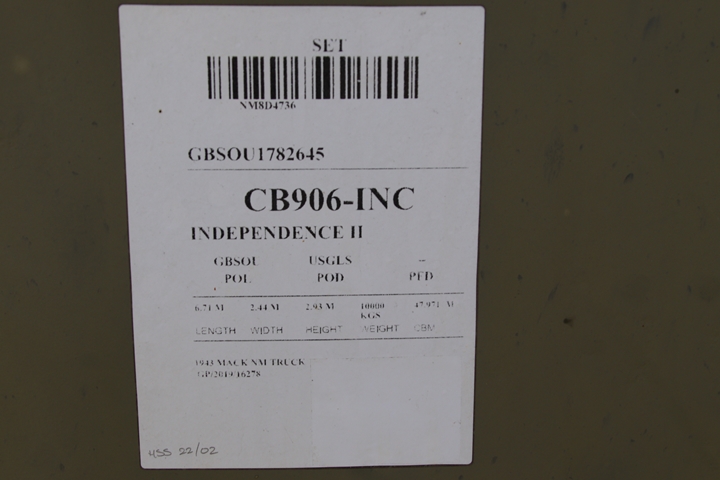 SET
NM8D4736
GBSOU1782645
CB906-INC
INDEPENDENCE II
GBSOU USGLS -
POL POD PFD
6.71 M 2.44 M 2.93 M 10000 KGS 47.971 M
LENGTH WIDTH HEIGHT WEIGHT CBM
1943 MACK NM TRUCK
GP/2019/16278
22/02